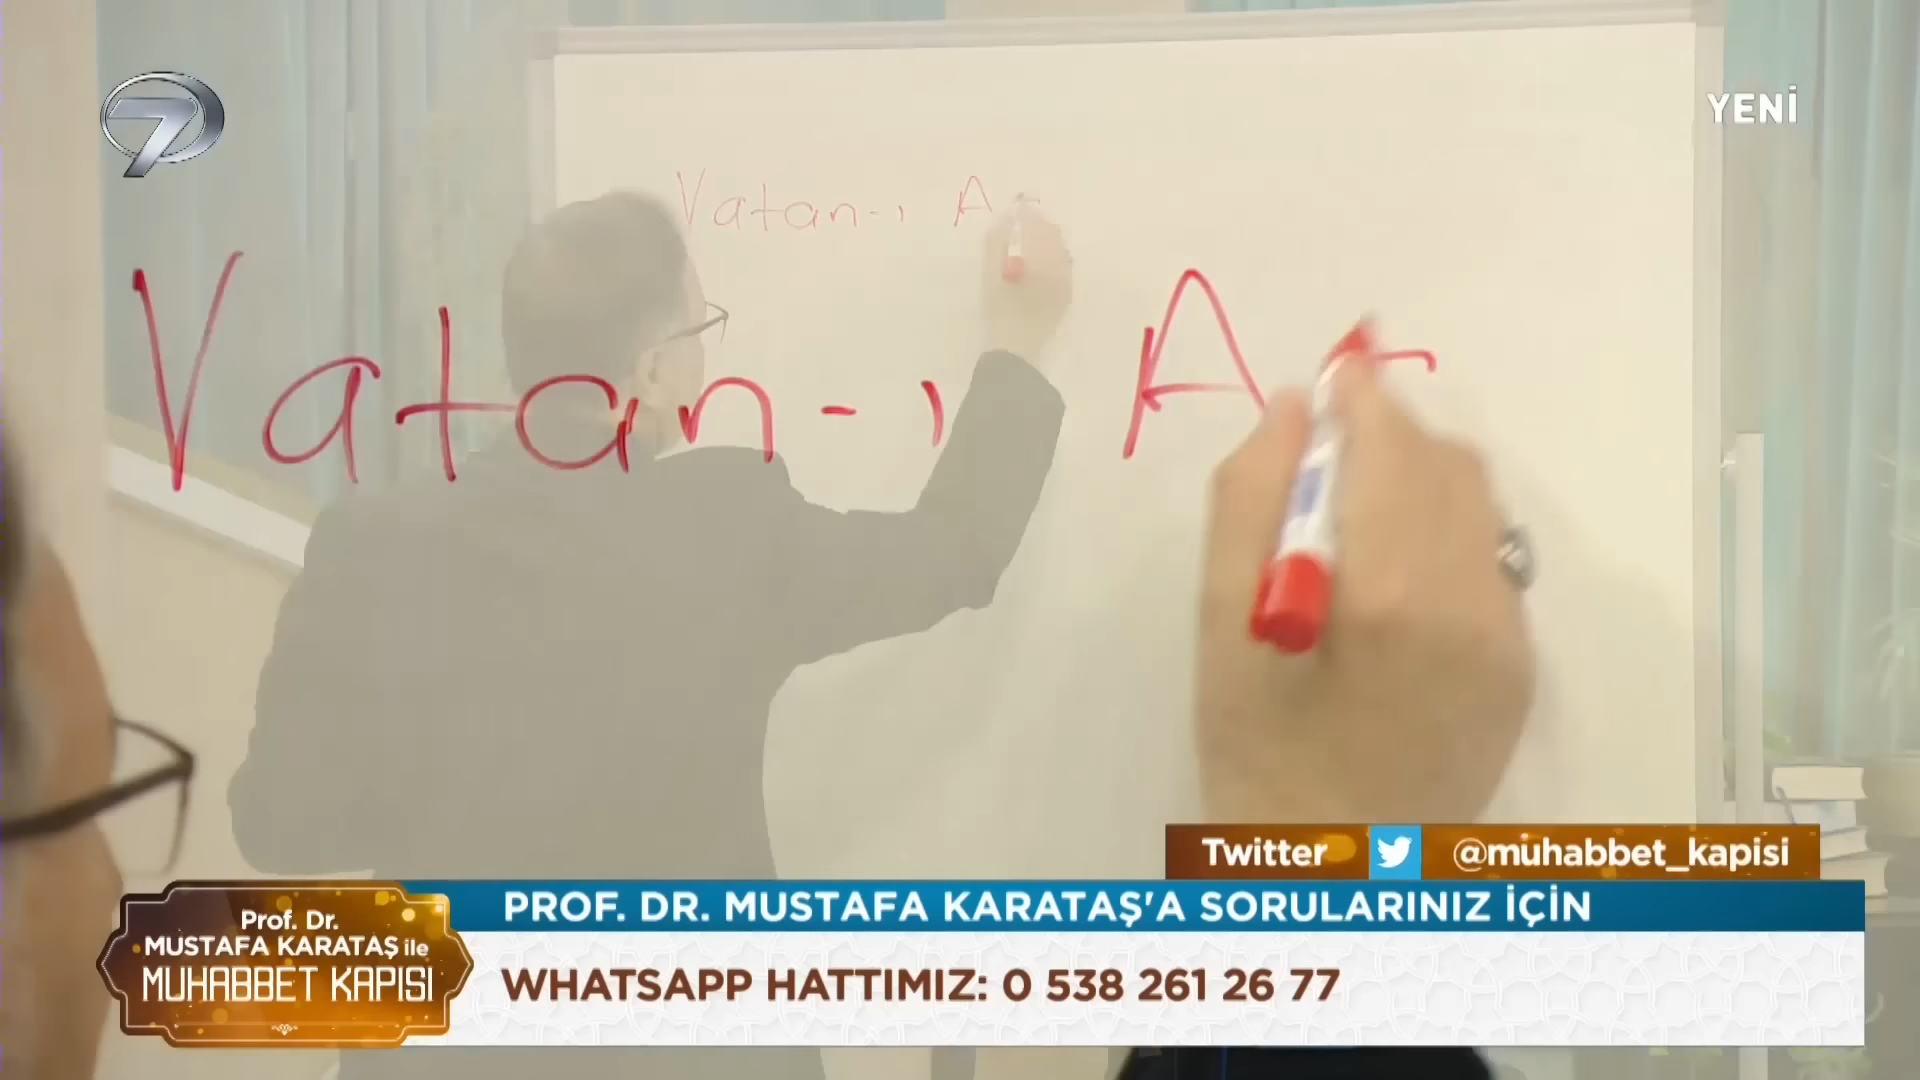 7
YENİ
Vatan-ı A
Vatan-ı A
Twitter @muhabbet_kapisi
PROF. DR. MUSTAFA KARATAŞ'A SORULARINIZ İÇİN
Prof. Dr.
MUSTAFA KARATAŞ ile
MUHABBET KAPISI
WHATSAPP HATTIMIZ: 0 538 261 26 77